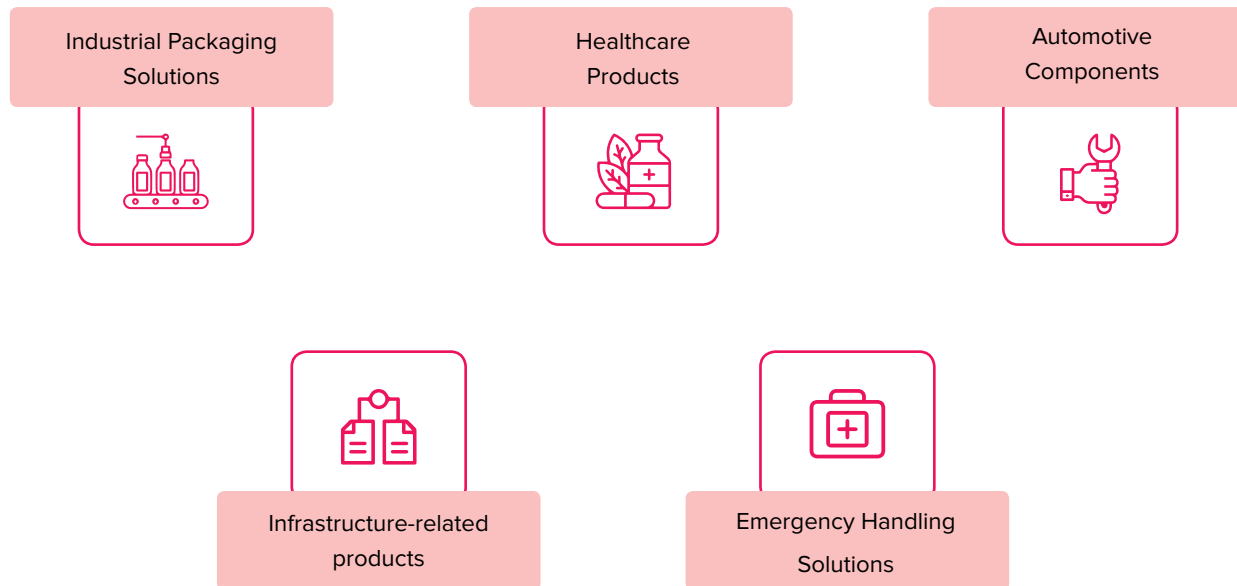 Industrial Packaging
Solutions
Healthcare
Products
Automotive
Components
Infrastructure-related
products
Emergency Handling
Solutions